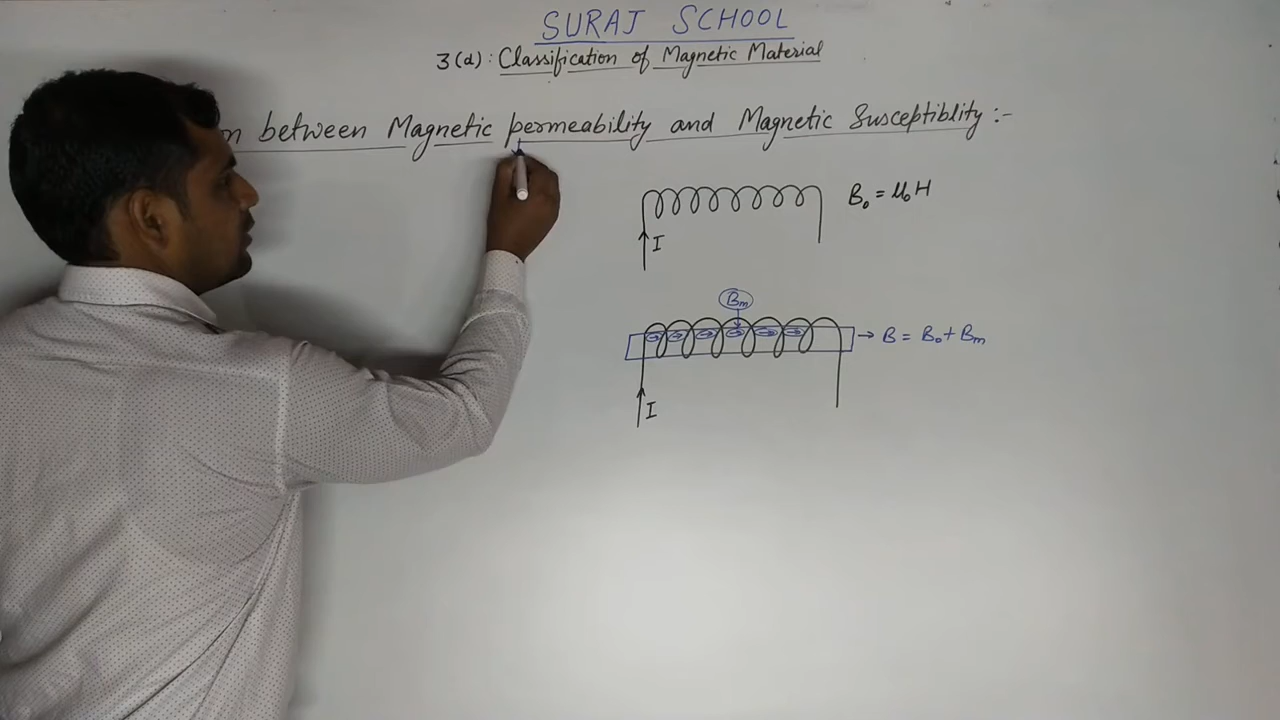 SURAJ SCHOOL
3(d): Classification of Magnetic Material
between Magnetic permeability and Magnetic Susceptiblity :-
B₀ = μ₀H
I
Bm
→ B = B₀ + Bm
I